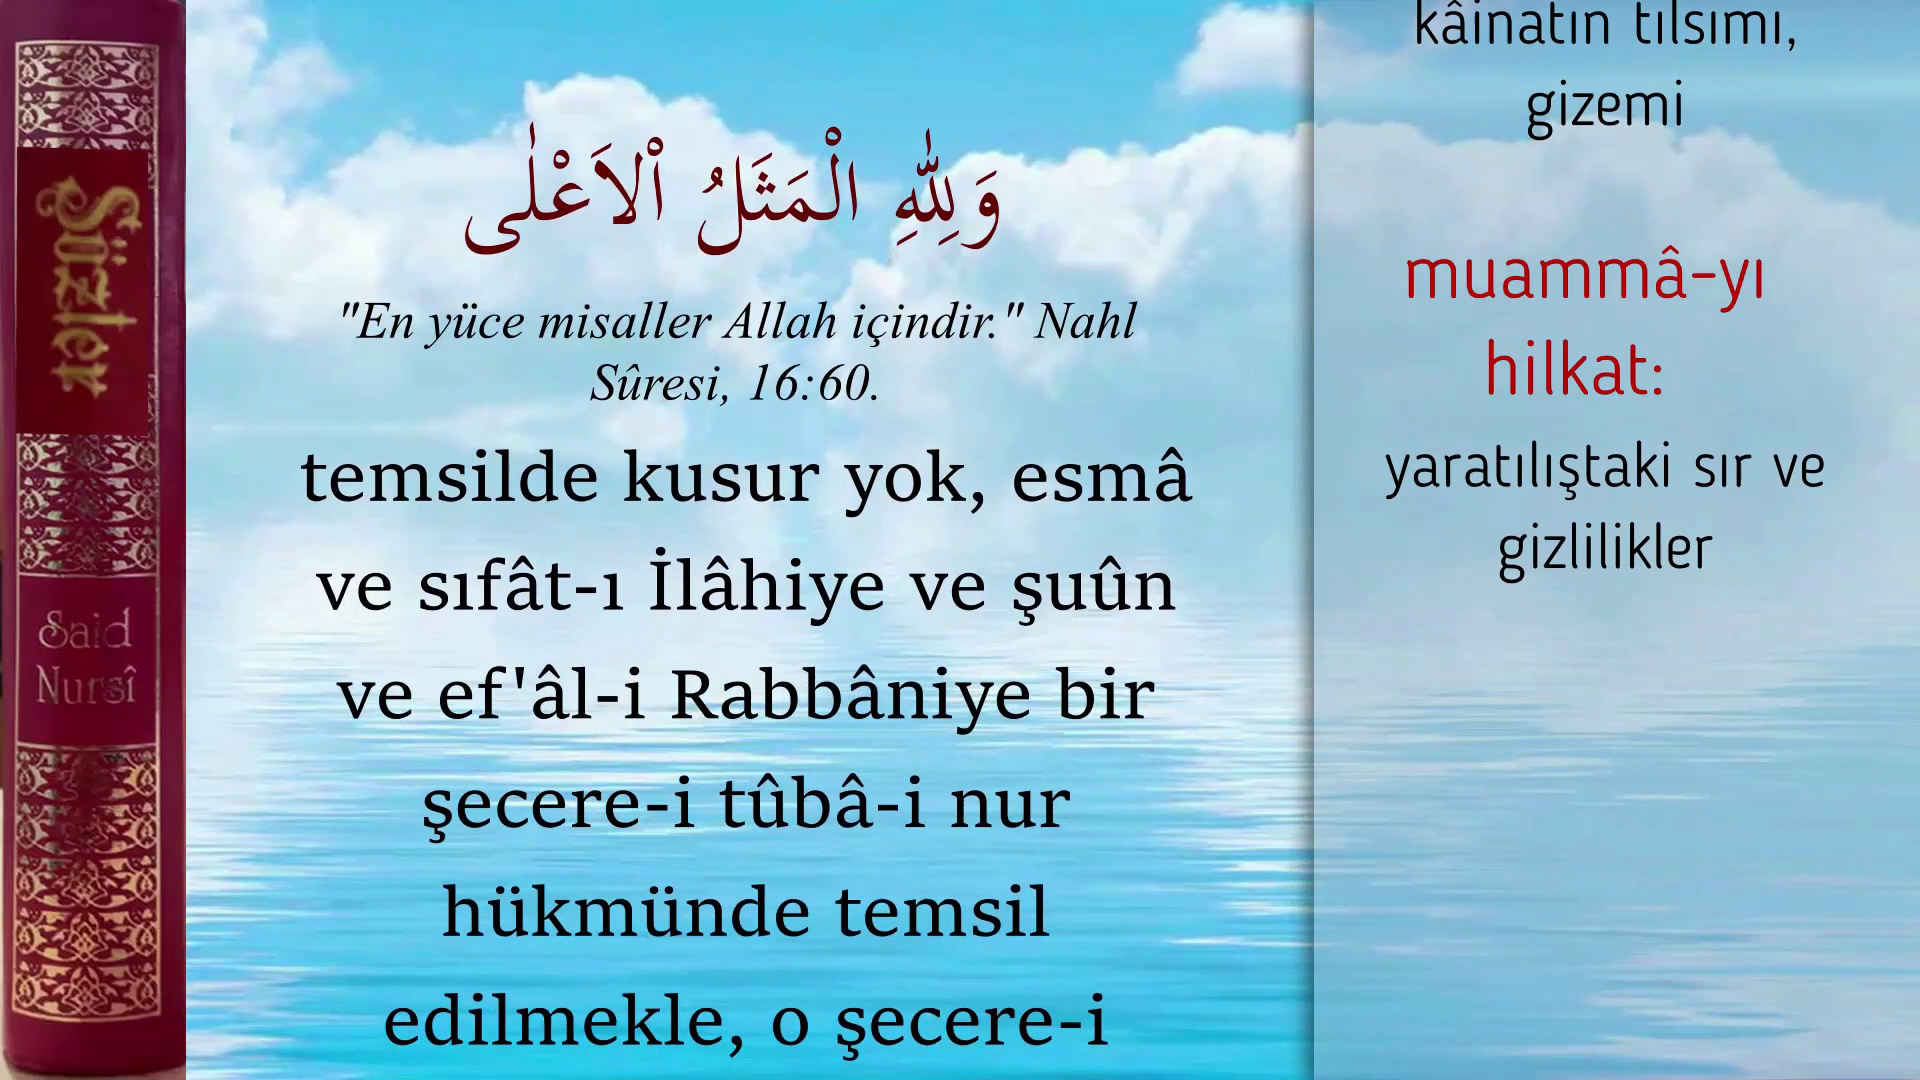 Sözler
Said
Nursî
وَلِلّٰهِ الْمَثَلُ اْلاَعْلٰى
"En yüce misaller Allah içindir." Nahl
Sûresi, 16:60.
temsilde kusur yok, esmâ
ve sıfât-ı İlâhiye ve şuûn
ve ef'âl-i Rabbâniye bir
şecere-i tûbâ-i nur
hükmünde temsil
edilmekle, o şecere-i
kâinatın tılsımı,
gizemi
muammâ-yı
hilkat:
yaratılıştaki sır ve
gizlilikler